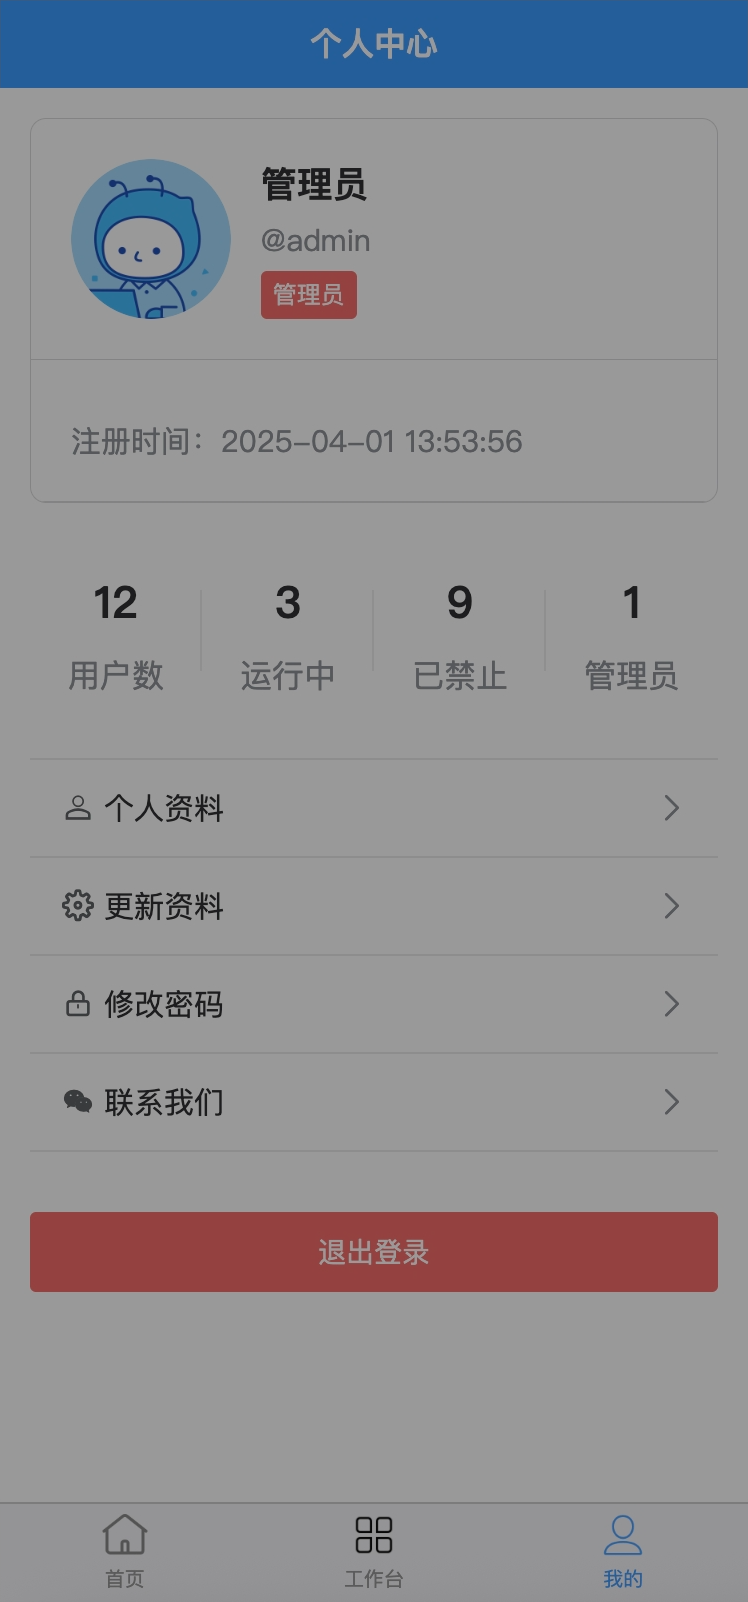 个人中心
管理员
@admin
管理员
注册时间：2025-04-01 13:53:56
12 3 9 1
用户数 运行中 已禁止 管理员
个人资料
更新资料
修改密码
联系我们
退出登录
首页 工作台 我的